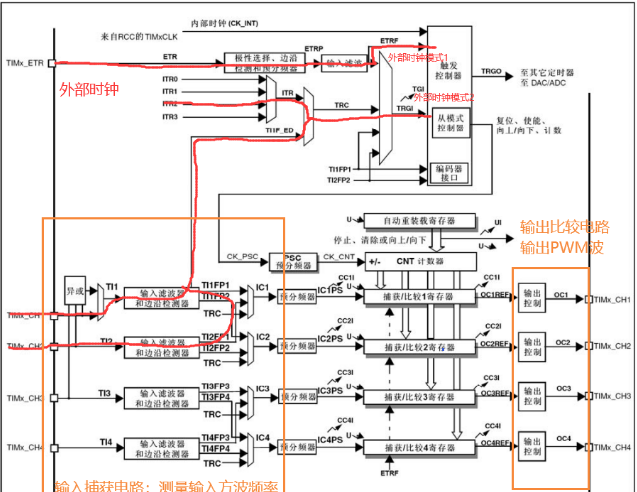 内部时钟 (CK_INT)
来自RCC的TIMxCLK
TIMx_ETR
ETR
极性选择、边沿
检测和预分频器
ETRP
输入滤波
ETRF
外部时钟模式1
触发
控制器
TRGO
至其它定时器
至 DAC/ADC
外部时钟
ITR0
ITR1
ITR2
ITR3
ITR
TRC
TI1F_ED
TGI
外部时钟模式2
TRGI
从模式
控制器
复位、使能、
向上/向下、计数
TI1FP1
TI2FP2
编码器
接口
U
自动重装载寄存器
UI
停止、清除或向上/向下
U
输出比较电路
输出PWM波
CK_PSC
PSC
预分频器
CK_CNT
+/-
CNT 计数器
异或
TI1
输入滤波器
和边沿检测器
TI1FP1
TI1FP2
TRC
IC1
预分频器
IC1PS
CC1I
U
捕获/比较1寄存器
CC1I
OC1REF
输出
控制
OC1
TIMx_CH1
TIMx_CH
TIMx_CH2
TI2
输入滤波器
和边沿检测器
TI2FP1
TI2FP2
TRC
IC2
预分频器
IC2PS
CC2I
U
捕获/比较2寄存器
CC2I
OC2REF
输出
控制
OC2
TIMx_CH2
TIMx_CH3
TI3
输入滤波器
和边沿检测器
TI3FP3
TI3FP4
TRC
IC3
预分频器
IC3PS
CC3I
U
捕获/比较3寄存器
CC3I
OC3REF
输出
控制
OC3
TIMx_CH3
TIMx_CH4
TI4
输入滤波器
和边沿检测器
TI4FP3
TI4FP4
TRC
IC4
预分频器
IC4PS
CC4I
U
捕获/比较4寄存器
CC4I
OC4REF
输出
控制
OC4
TIMx_CH4
ETRF
输入捕获电路：测量输入方波频率